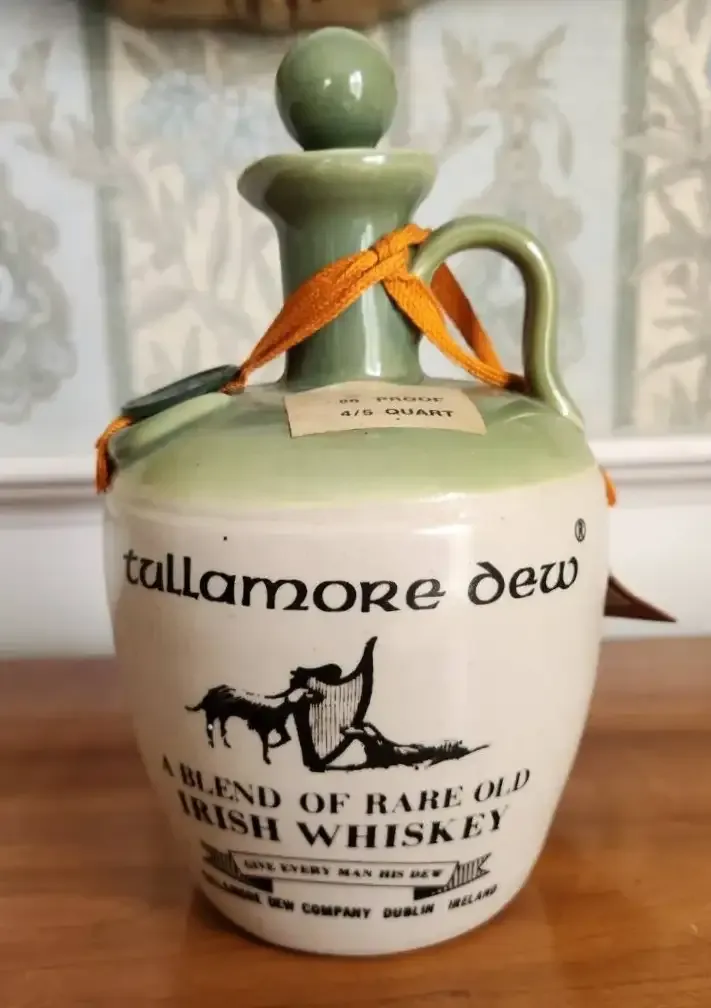 PROOF
4/5 QUART
tullamore dew ®
A BLEND OF RARE OLD
IRISH WHISKEY
GIVE EVERY MAN HIS DEW
DEW COMPANY DUBLIN IRELAND